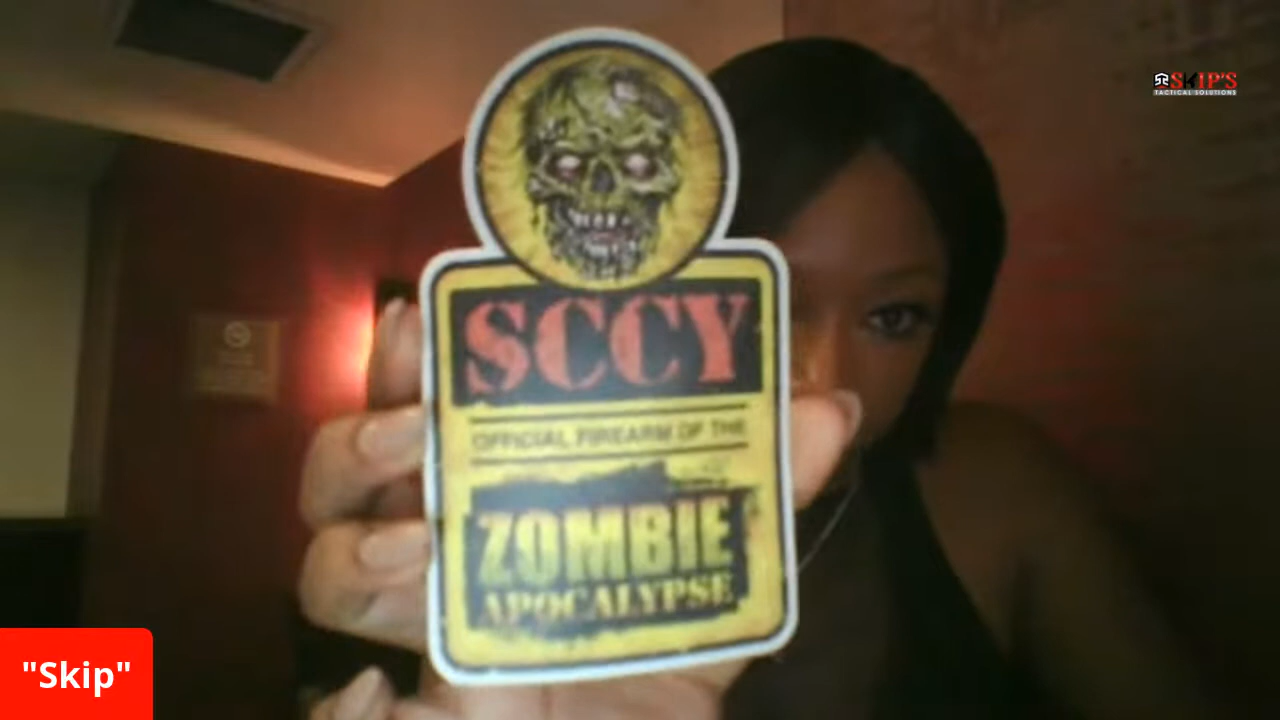 SKIP'S
TACTICAL SOLUTIONS
SCCY
OFFICIAL FIREARM OF THE
ZOMBIE
APOCALYPSE
"Skip"